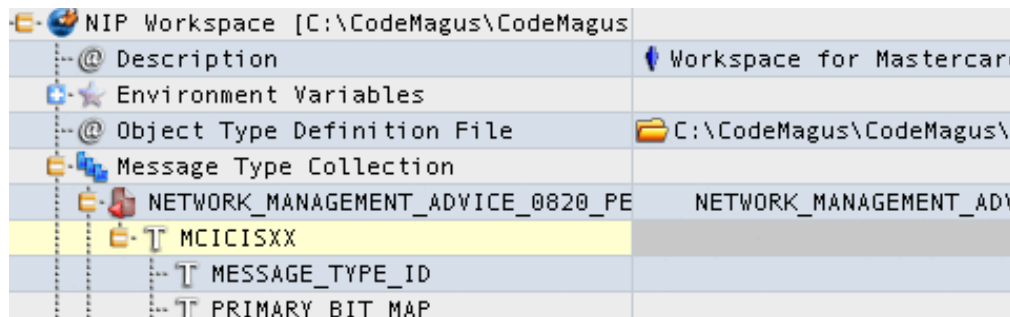 NIP Workspace [C:\CodeMagus\CodeMagus
@ Description Workspace for Mastercar
Environment Variables
@ Object Type Definition File C:\CodeMagus\CodeMagus\
Message Type Collection
NETWORK_MANAGEMENT_ADVICE_0820_PE NETWORK_MANAGEMENT_ADV
T MCICISXX
T MESSAGE_TYPE_ID
T PRIMARY_BIT_MAP